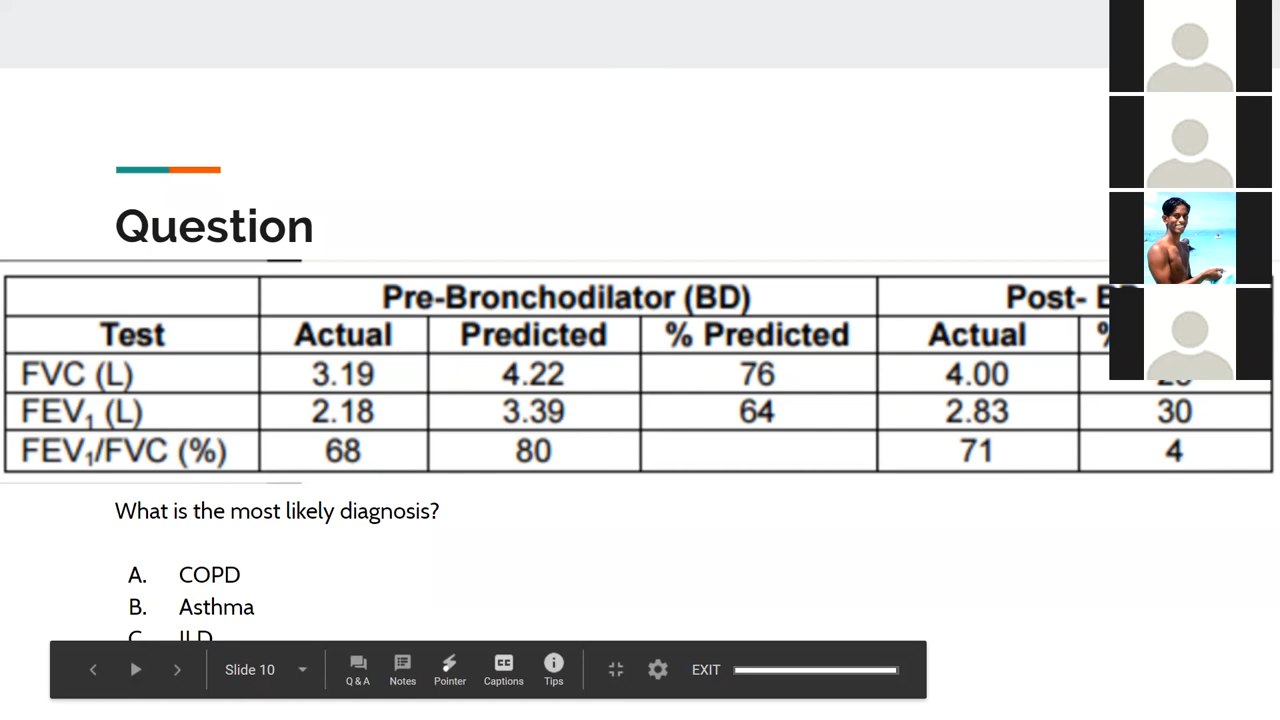 Question
Pre-Bronchodilator (BD) Post-
Test Actual Predicted % Predicted Actual %
FVC (L) 3.19 4.22 76 4.00
FEV1 (L) 2.18 3.39 64 2.83 30
FEV1/FVC (%) 68 80 71 4
What is the most likely diagnosis?
A. COPD
B. Asthma
C. ILD
Slide 10 Q & A Notes Pointer CC Captions Tips EXIT